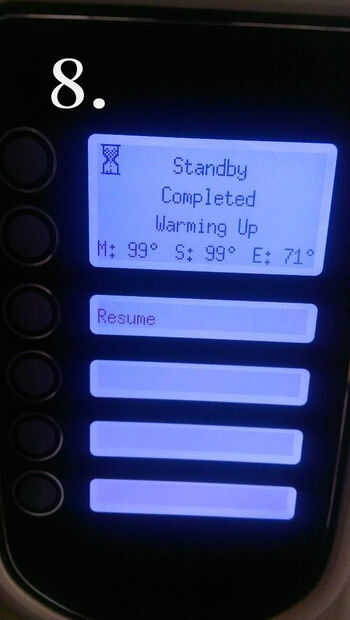 8.
Standby
Completed
Warming Up
M: 99° S: 99° E: 71°
Resume